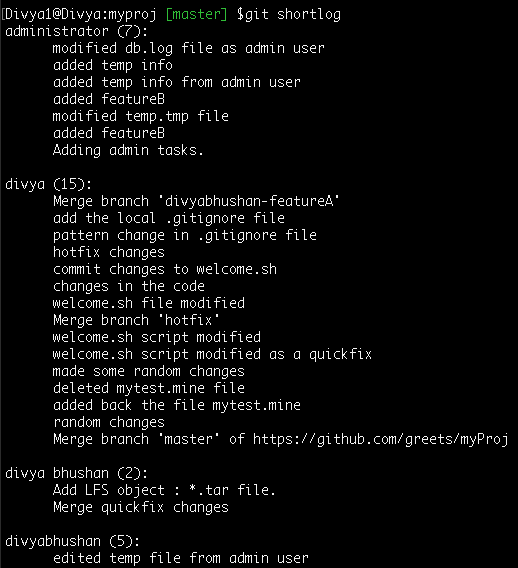 [Divya1@Divya:myproj [master] $git shortlog
administrator (7):
      modified db.log file as admin user
      added temp info
      added temp info from admin user
      added featureB
      modified temp.tmp file
      added featureB
      Adding admin tasks.

divya (15):
      Merge branch 'divyabhushan-featureA'
      add the local .gitignore file
      pattern change in .gitignore file
      hotfix changes
      commit changes to welcome.sh
      changes in the code
      welcome.sh file modified
      Merge branch 'hotfix'
      welcome.sh script modified
      welcome.sh script modified as a quickfix
      made some random changes
      deleted mytest.mine file
      added back the file mytest.mine
      random changes
      Merge branch 'master' of https://github.com/greets/myProj

divya bhushan (2):
      Add LFS object : *.tar file.
      Merge quickfix changes

divyabhushan (5):
      edited temp file from admin user